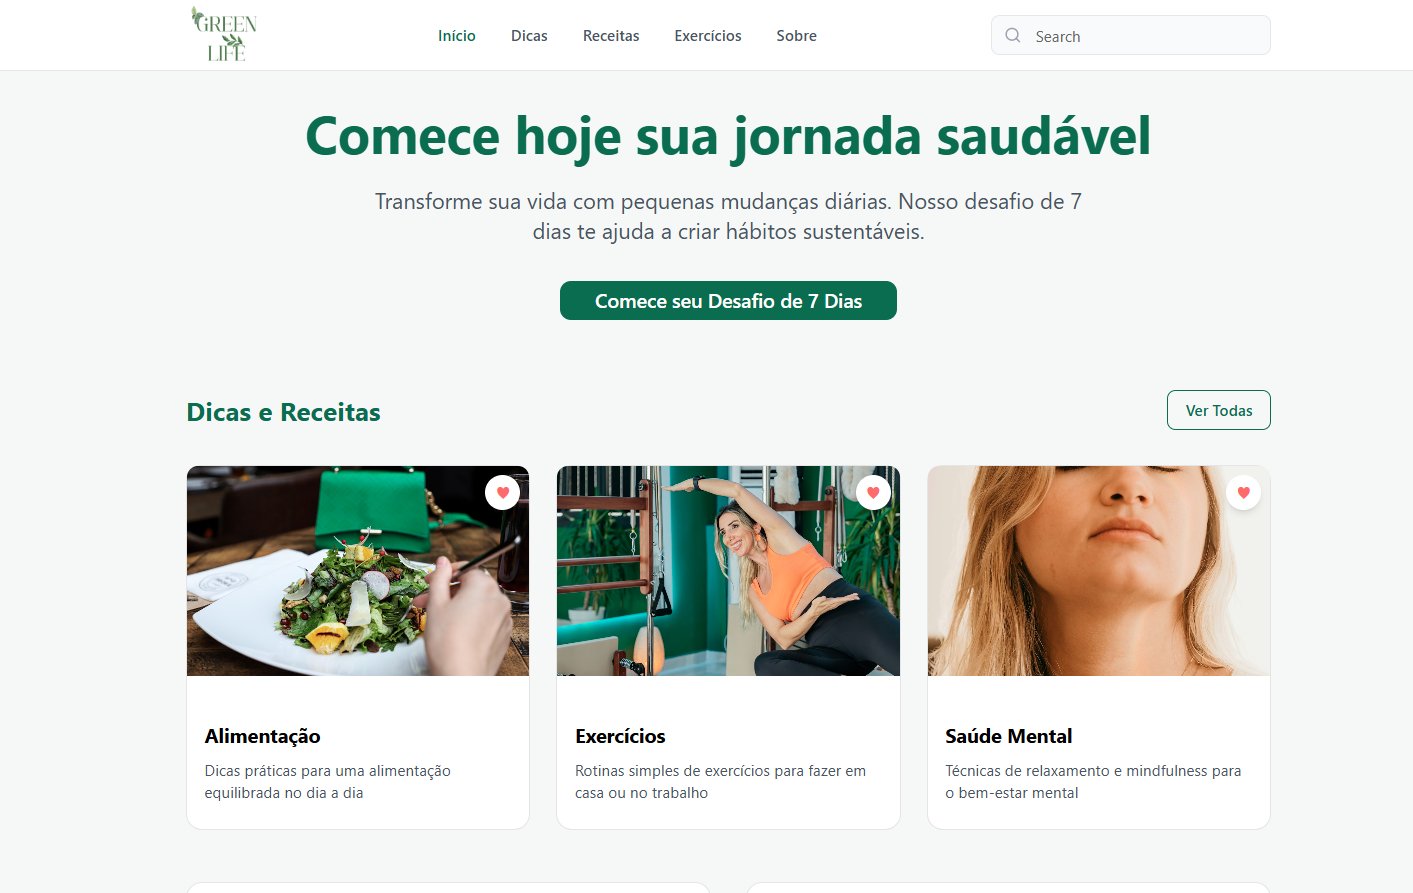 GREEN
LIFE
Início
Dicas
Receitas
Exercícios
Sobre
Search
Comece hoje sua jornada saudável
Transforme sua vida com pequenas mudanças diárias. Nosso desafio de 7
dias te ajuda a criar hábitos sustentáveis.
Comece seu Desafio de 7 Dias
Dicas e Receitas
Ver Todas
Alimentação
Dicas práticas para uma alimentação
equilibrada no dia a dia
Exercícios
Rotinas simples de exercícios para fazer em
casa ou no trabalho
Saúde Mental
Técnicas de relaxamento e mindfulness para
o bem-estar mental